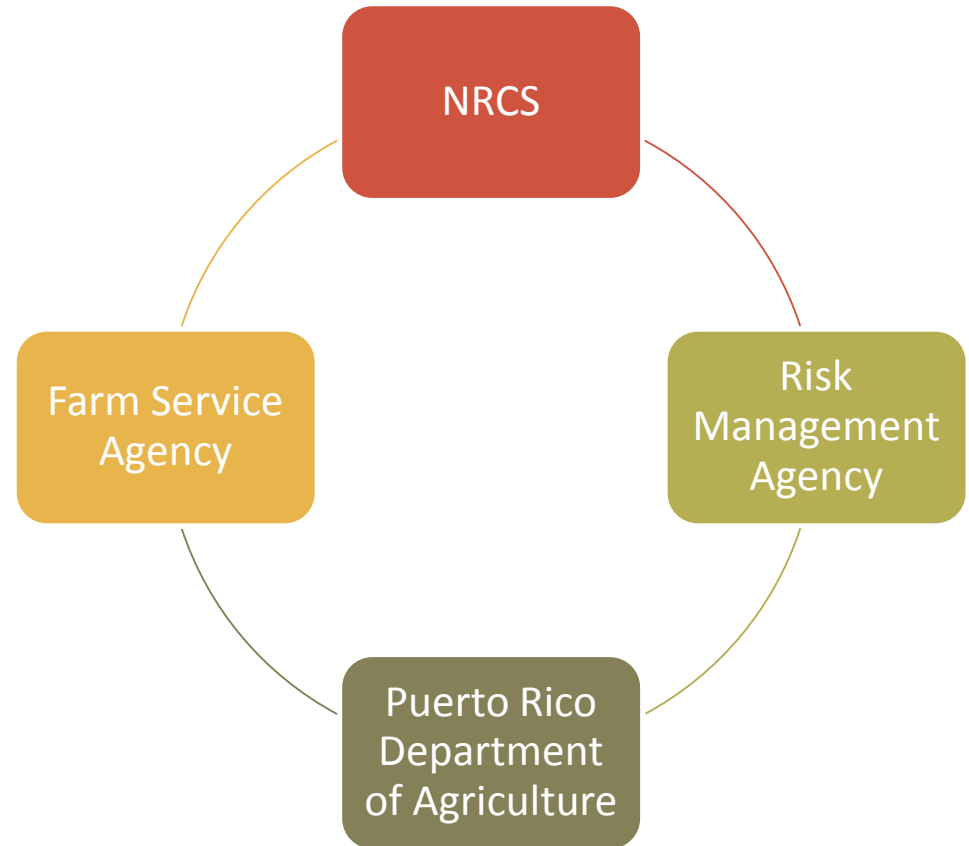 NRCS
Farm Service
Agency
Risk
Management
Agency
Puerto Rico
Department
of Agriculture